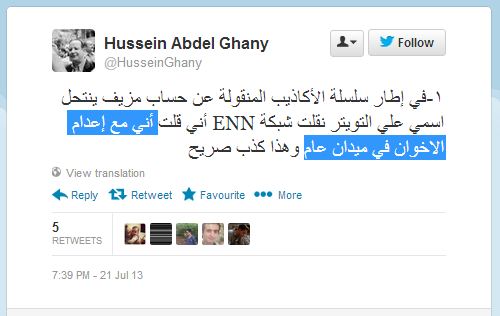 Hussein Abdel Ghany
@HusseinGhany
Follow
١-في إطار سلسلة الأكاذيب المنقولة عن حساب مزيف ينتحل
اسمي علي التويتر نقلت شبكة ENN أني قلت أني مع إعدام
الاخوان في ميدان عام وهذا كذب صريح
View translation
Reply Retweet Favourite More
5
RETWEETS
7:39 PM - 21 Jul 13